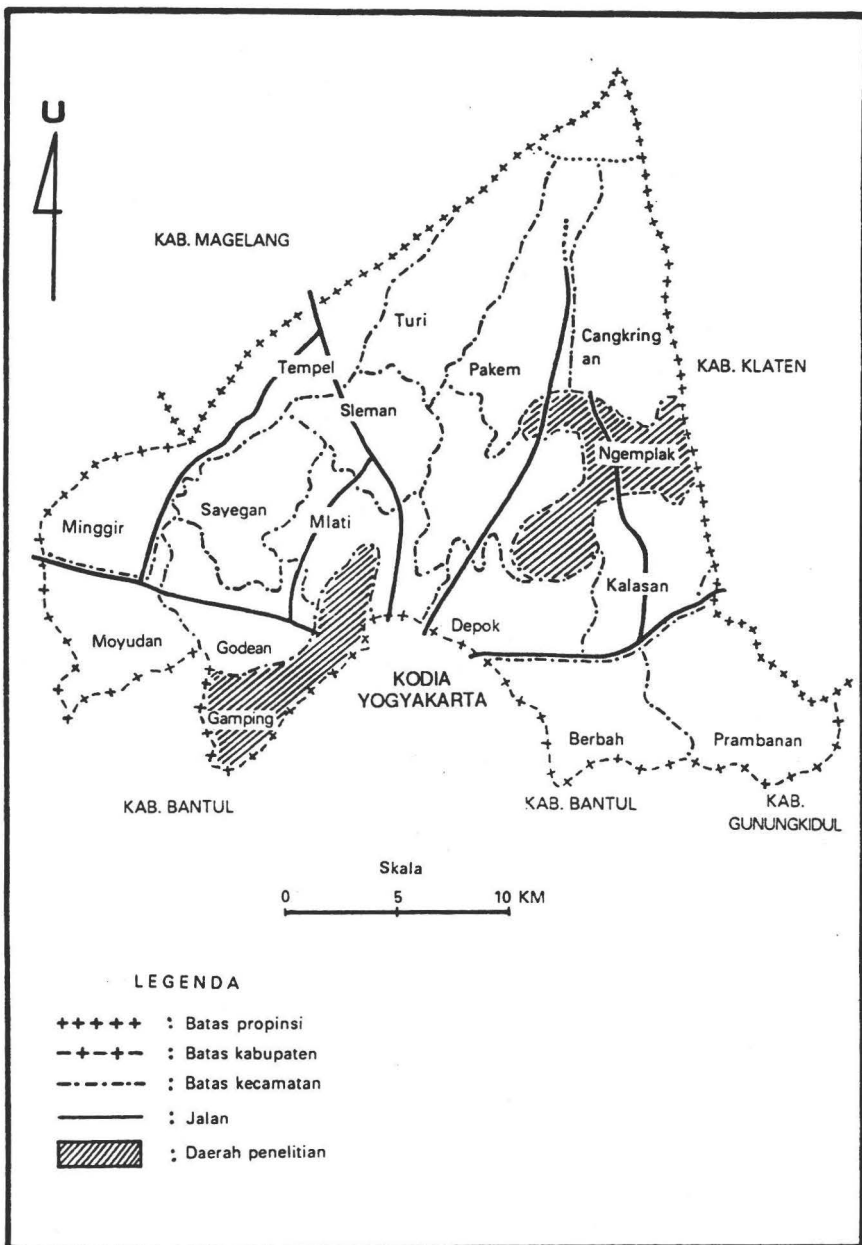 U
KAB. MAGELANG
Turi
Cangkring
an
Tempel
Pakem
KAB. KLATEN
Sleman
Ngemplak
Sayegan
Mlati
Minggir
Kalasan
Moyudan
Godean
Depok
KODIA
YOGYAKARTA
Gamping
Berbah
Prambanan
KAB. BANTUL
KAB. BANTUL
KAB.
GUNUNGKIDUL
Skala
0 5 10 KM
LEGENDA
: Batas propinsi
: Batas kabupaten
: Batas kecamatan
: Jalan
: Daerah penelitian